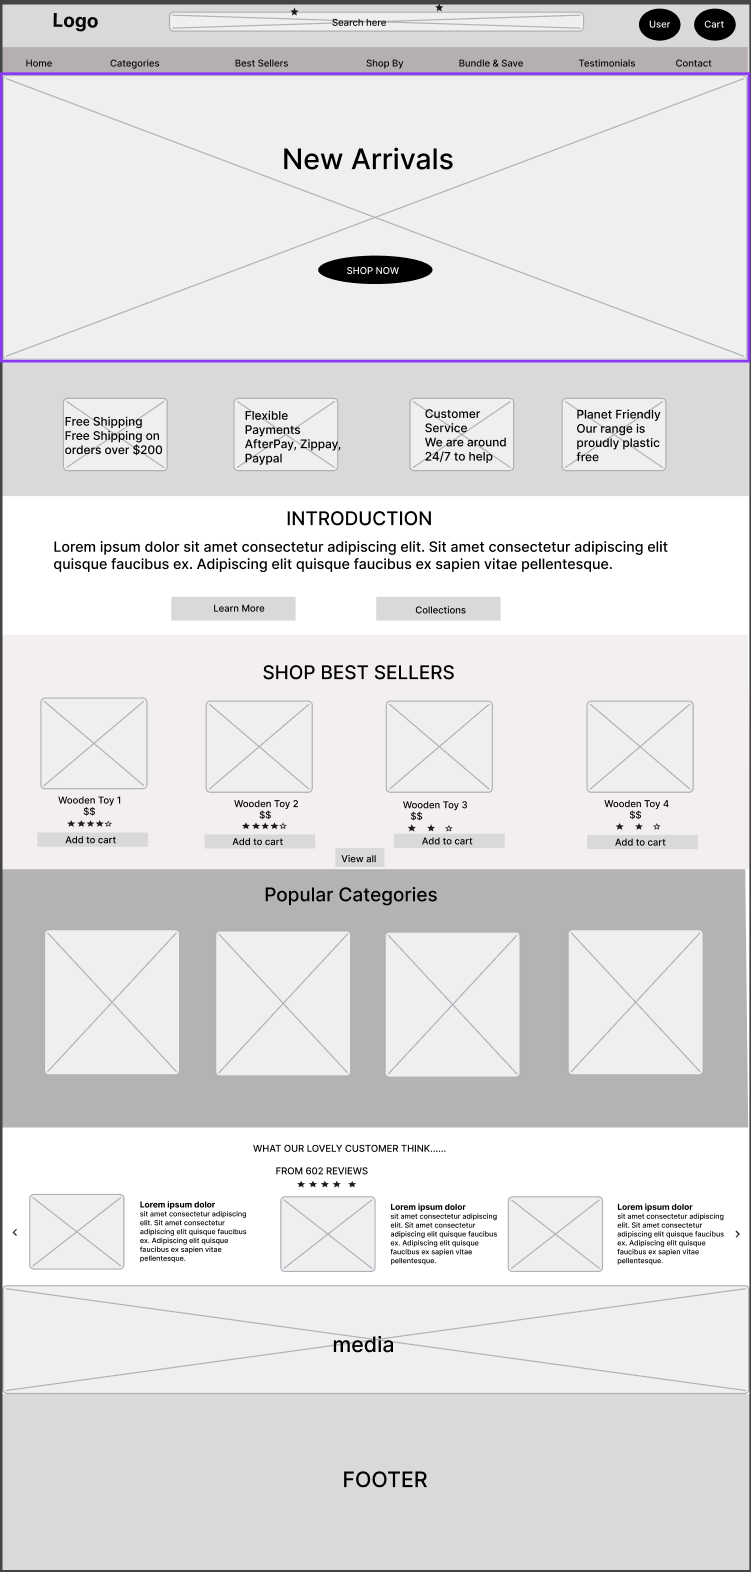 Logo
Search here
User
Cart
Home
Categories
Best Sellers
Shop By
Bundle & Save
Testimonials
Contact
New Arrivals
SHOP NOW
Free Shipping
Free Shipping on
orders over $200
Flexible
Payments
AfterPay, Zippay,
Paypal
Customer
Service
We are around
24/7 to help
Planet Friendly
Our range is
proudly plastic
free
INTRODUCTION
Lorem ipsum dolor sit amet consectetur adipiscing elit. Sit amet consectetur adipiscing elit
quisque faucibus ex. Adipiscing elit quisque faucibus ex sapien vitae pellentesque.
Learn More
Collections
SHOP BEST SELLERS
Wooden Toy 1
$$
Add to cart
Wooden Toy 2
$$
Add to cart
Wooden Toy 3
$$
Add to cart
Wooden Toy 4
$$
Add to cart
View all
Popular Categories
WHAT OUR LOVELY CUSTOMER THINK......
FROM 602 REVIEWS
Lorem ipsum dolor
sit amet consectetur adipiscing
elit. Sit amet consectetur
adipiscing elit quisque faucibus
ex. Adipiscing elit quisque
faucibus ex sapien vitae
pellentesque.
Lorem ipsum dolor
sit amet consectetur adipiscing
elit. Sit amet consectetur
adipiscing elit quisque faucibus
ex. Adipiscing elit quisque
faucibus ex sapien vitae
pellentesque.
Lorem ipsum dolor
sit amet consectetur adipiscing
elit. Sit amet consectetur
adipiscing elit quisque faucibus
ex. Adipiscing elit quisque
faucibus ex sapien vitae
pellentesque.
media
FOOTER